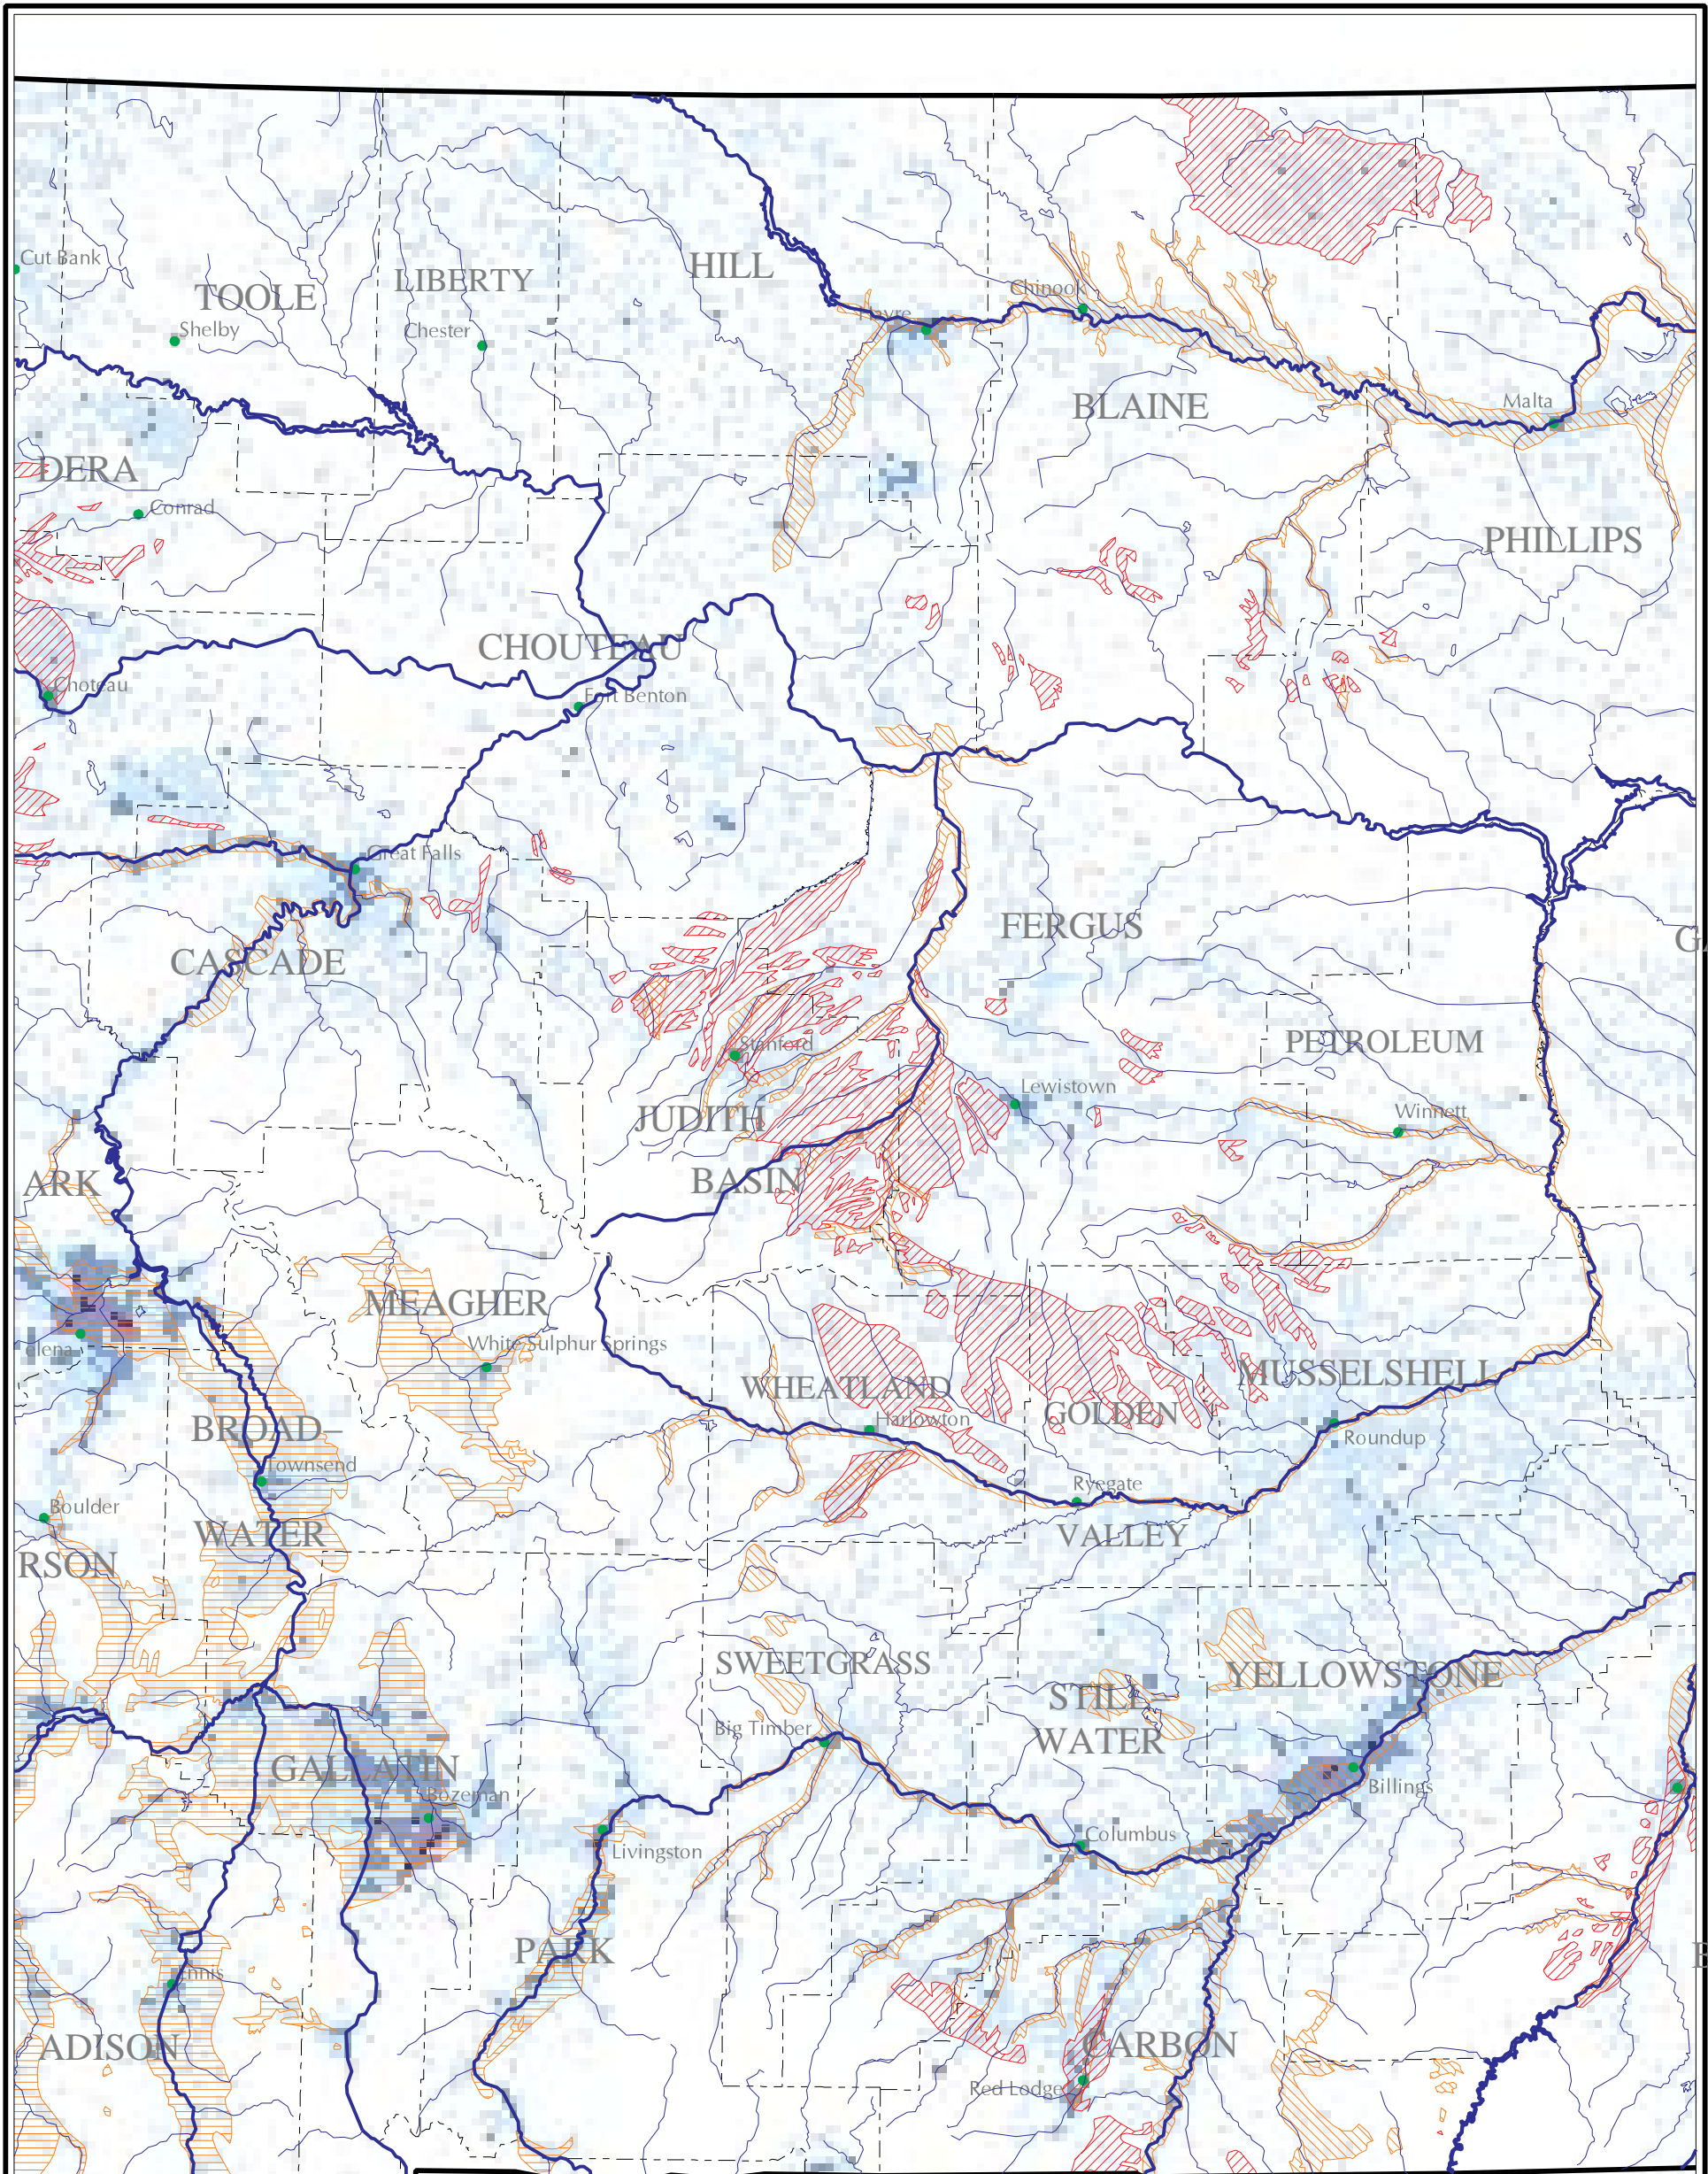 Cut Bank
TOOLE
LIBERTY
HILL
Shelby
Chester
Havre
Chinook
BLAINE
Malta
DERA
Conrad
PHILLIPS
CHOUTEAU
Choteau
Fort Benton
Great Falls
CASCADE
FERGUS
GA
Stanford
PETROLEUM
Lewistown
JUDITH
BASIN
Winnett
ARK
MEAGHER
White Sulphur Springs
elena
WHEATLAND
Harlowton
GOLDEN
MUSSELSHELL
Roundup
BROAD–
Townsend
Boulder
WATER
RSON
Ryegate
VALLEY
SWEETGRASS
STILL–
WATER
YELLOWSTONE
Big Timber
GALLATIN
Bozeman
Billings
Livingston
Columbus
PARK
Ennis
ADISON
CARBON
Red Lodge